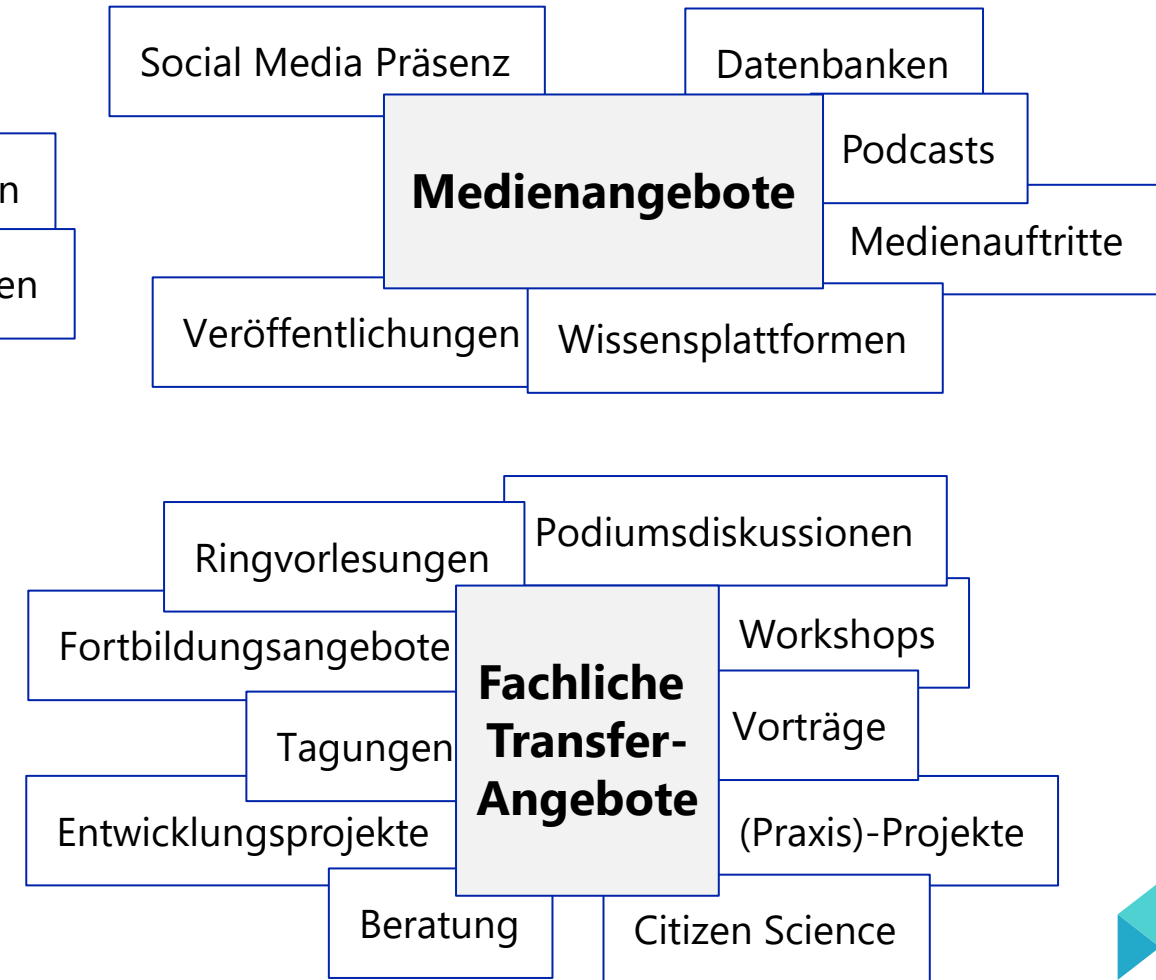 Social Media Präsenz
Datenbanken
Podcasts
Medienangebote
Medienauftritte
Veröffentlichungen
Wissensplattformen
Podiumsdiskussionen
Ringvorlesungen
Workshops
Fortbildungsangebote
Fachliche
Transfer-
Angebote
Vorträge
Tagungen
Entwicklungsprojekte
(Praxis)-Projekte
Beratung
Citizen Science